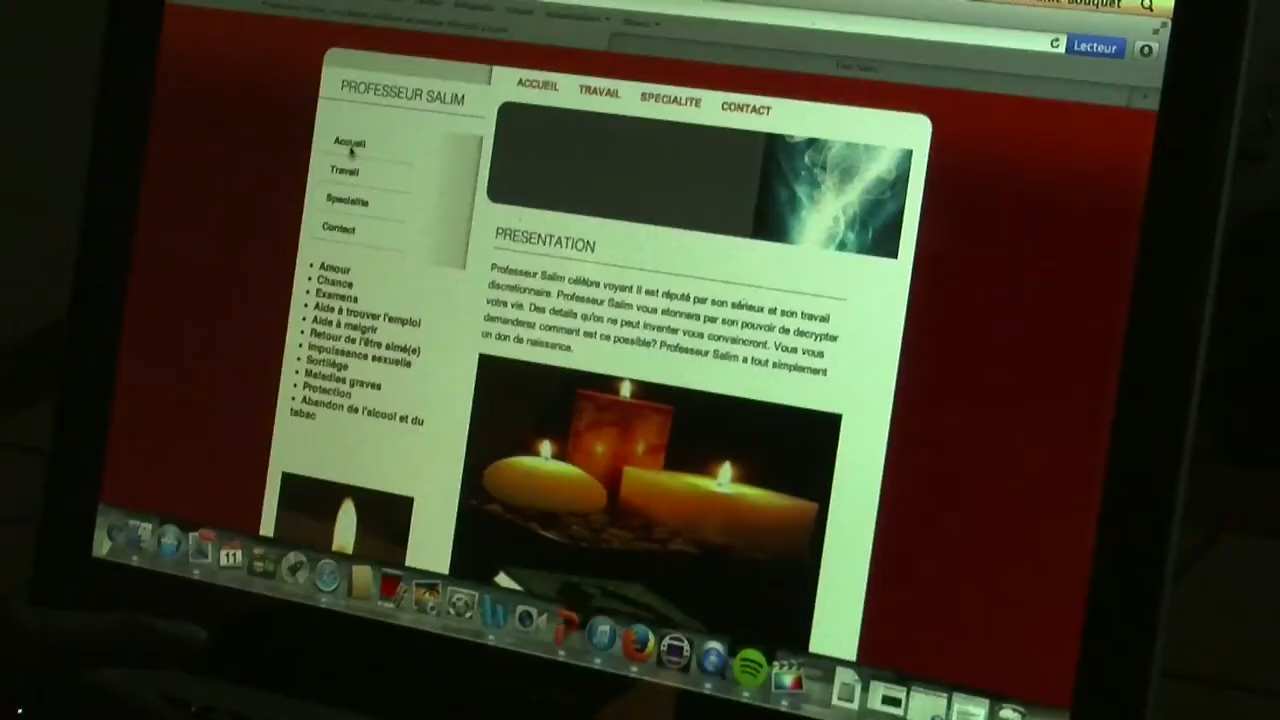 Lecteur
PROFESSEUR SALIM
ACCUEIL TRAVAIL SPECIALITE CONTACT
Accueil
Travail
Specialite
Contact
• Amour
• Chance
• Examens
• Aide à trouver l'emploi
• Aide à maigrir
• Retour de l'être aimé(e)
• Impuissance sexuelle
• Sortilège
• Maladies graves
• Protection
• Abandon de l'alcool et du
tabac
PRESENTATION
Professeur Salim célèbre voyant il est réputé par son sérieux et son travail
discretionnaire. Professeur Salim vous etonnera par son pouvoir de decrypter
votre vie. Des details qu'on ne peut inventer vous convaincront. Vous vous
demanderez comment est ce possible? Professeur Salim a tout simplement
un don de naissance.
11